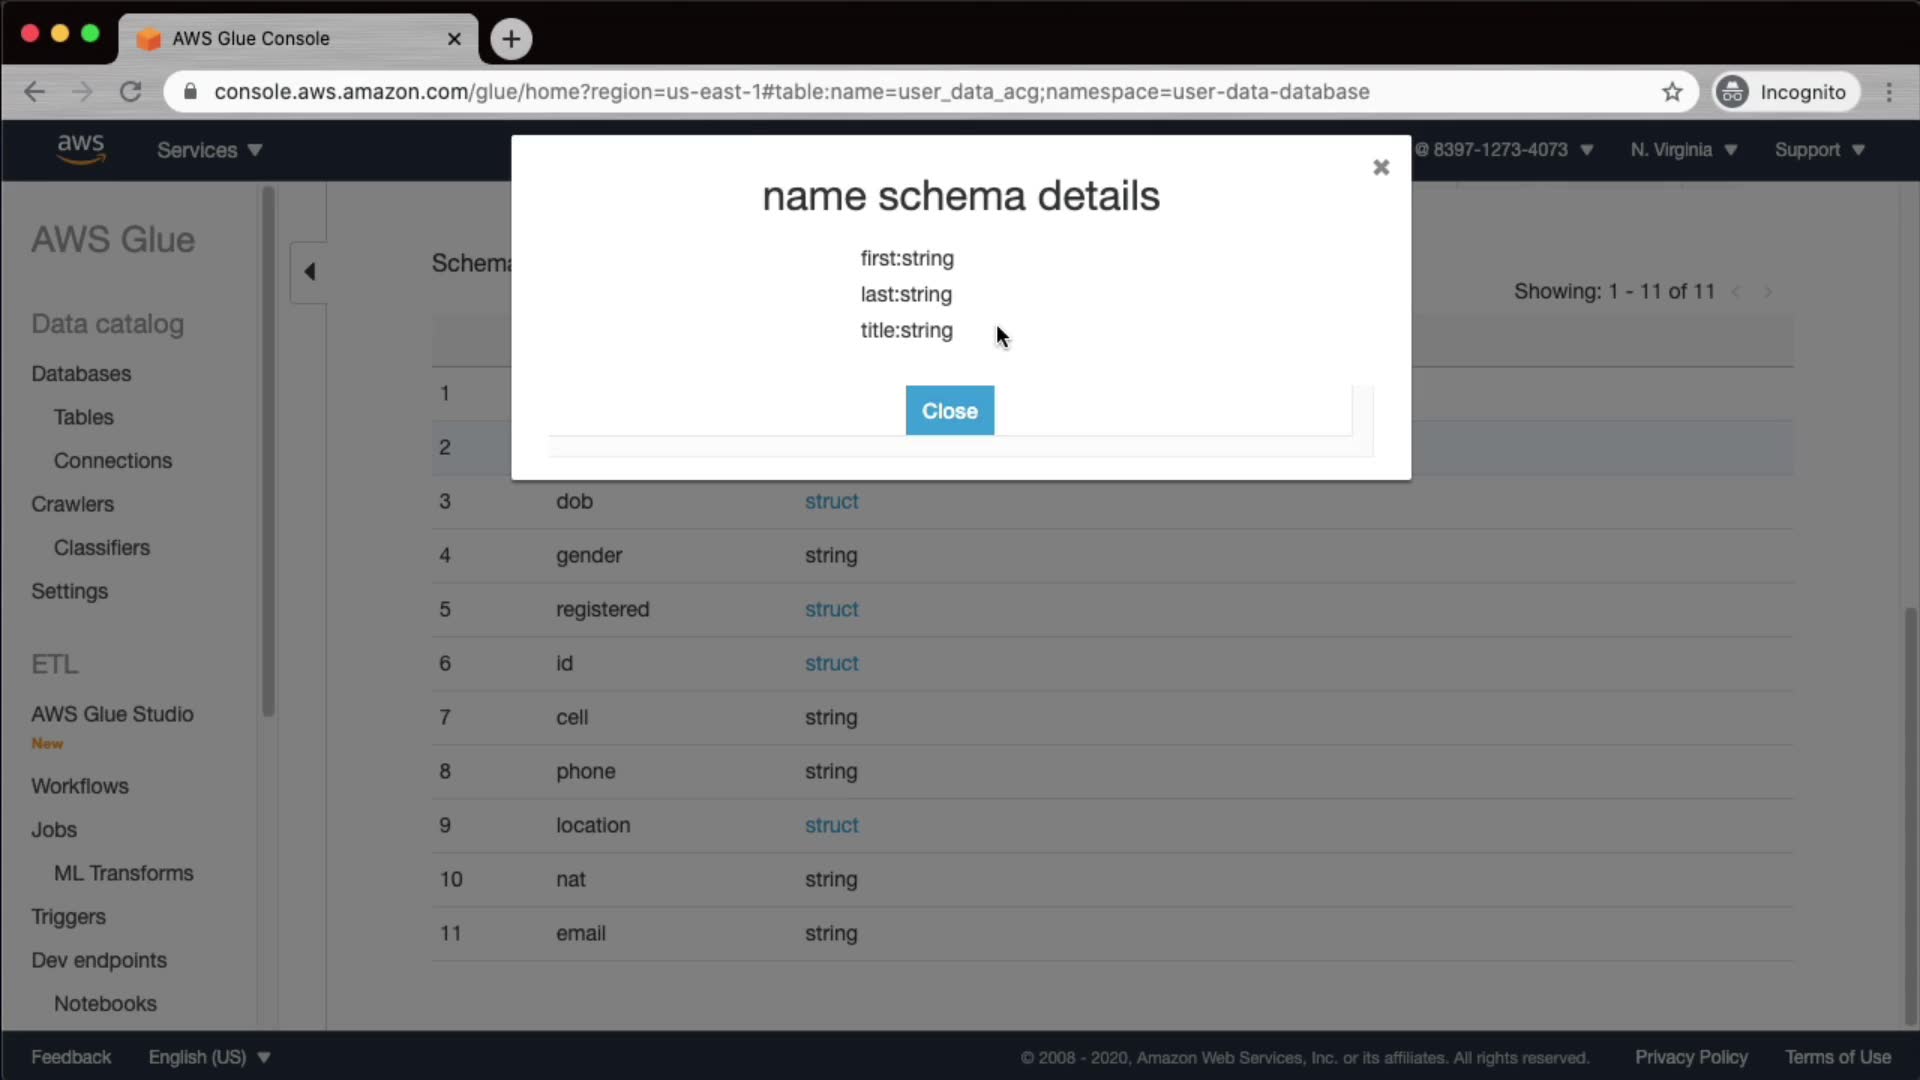 AWS Glue Console
console.aws.amazon.com/glue/home?region=us-east-1#table:name=user_data_acg;namespace=user-data-database
Incognito
aws
Services
@ 8397-1273-4073
N. Virginia
Support
name schema details
first:string
last:string
title:string
Close
AWS Glue
Data catalog
Databases
Tables
Connections
Crawlers
Classifiers
Settings
ETL
AWS Glue Studio
New
Workflows
Jobs
ML Transforms
Triggers
Dev endpoints
Notebooks
Schema
Showing: 1 - 11 of 11
1
2
3 dob struct
4 gender string
5 registered struct
6 id struct
7 cell string
8 phone string
9 location struct
10 nat string
11 email string
Feedback
English (US)
© 2008 - 2020, Amazon Web Services, Inc. or its affiliates. All rights reserved.
Privacy Policy
Terms of Use